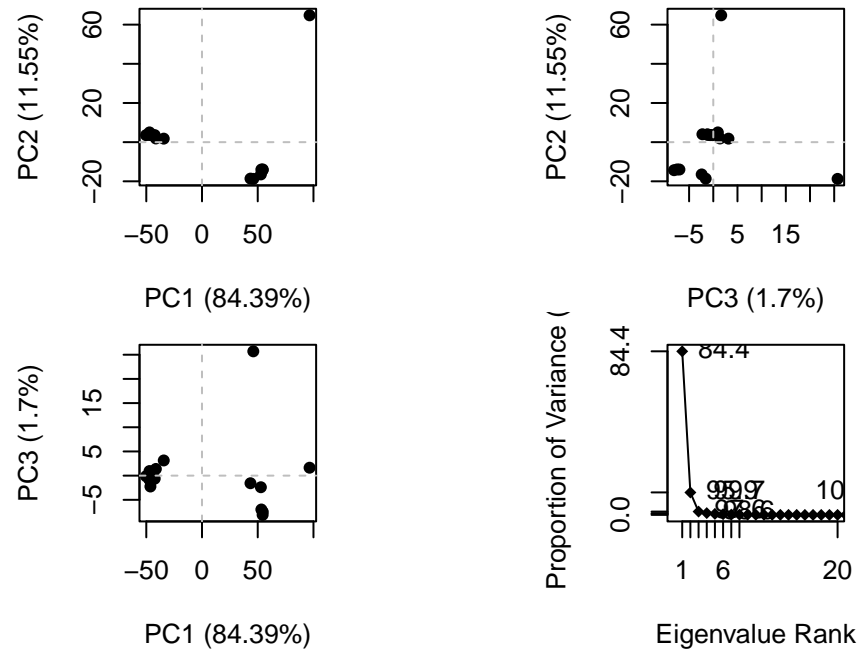 PC2 (11.55%)
60
20
−20
−50 0 50
PC1 (84.39%)
PC2 (11.55%)
60
20
−20
−5 5 15
PC3 (1.7%)
PC3 (1.7%)
15
5
−5
−50 0 50
PC1 (84.39%)
Proportion of Variance (
84.4
0.0
84.4
10
1 6 20
Eigenvalue Rank